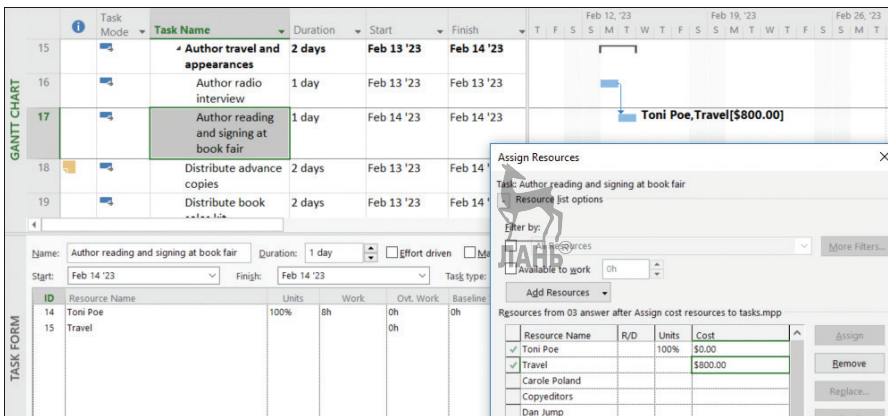 Task Mode Task Name Duration Start Finish
Feb 12, '23 Feb 19, '23 Feb 26, '23
T F S S M T W T F S S M T W T F S S M T
GANTT CHART
15 Author travel and appearances 2 days Feb 13 '23 Feb 14 '23
16 Author radio interview 1 day Feb 13 '23 Feb 13 '23
17 Author reading and signing at book fair 1 day Feb 14 '23 Feb 14 '23
Toni Poe,Travel[$800.00]
18 Distribute advance copies 2 days Feb 13 '23 Feb 14
19 Distribute book 2 days Feb 13 '23 Feb 14
TASK FORM
Name: Author reading and signing at book fair Duration: 1 day Effort driven Ma
Start: Feb 14 '23 Finish: Feb 14 '23 Task type:
ID Resource Name Units Work Ovt. Work Baseline
14 Toni Poe 100% 8h 0h 0h
15 Travel 0h
Assign Resources
Task: Author reading and signing at book fair
Resource list options
Filter by:
All Resources More Filters...
ЛАНЬ®
Available to work 0h
Add Resources
Resources from 03 answer after Assign cost resources to tasks.mpp
Resource Name R/D Units Cost
Toni Poe 100% $0.00 Assign
Travel $800.00 Remove
Carole Poland
Copyeditors Replace...
Dan Jump